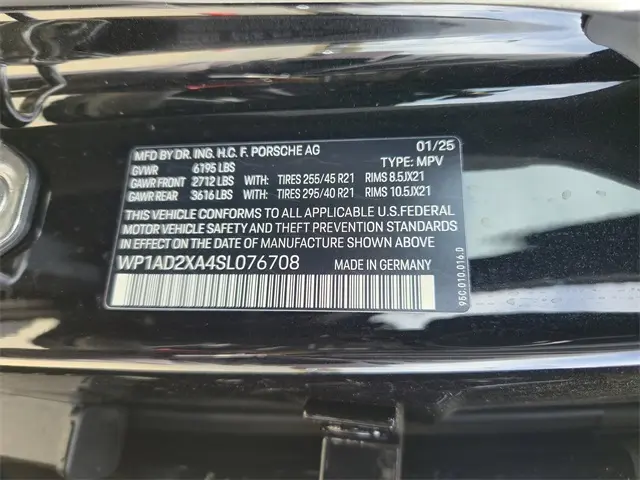 MFD BY DR. ING. H.C. F. PORSCHE AG 01/25
GVWR 6195 LBS TYPE: MPV
GAWR FRONT 2712 LBS WITH: TIRES 255/45 R21 RIMS 8.5JX21
GAWR REAR 3616 LBS WITH: TIRES 295/40 R21 RIMS 10.5JX21
THIS VEHICLE CONFORMS TO ALL APPLICABLE U.S.FEDERAL
MOTOR VEHICLE SAFETY AND THEFT PREVENTION STANDARDS
IN EFFECT ON THE DATE OF MANUFACTURE SHOWN ABOVE.
WP1AD2XA4SL076708 MADE IN GERMANY
95C.010.016.D